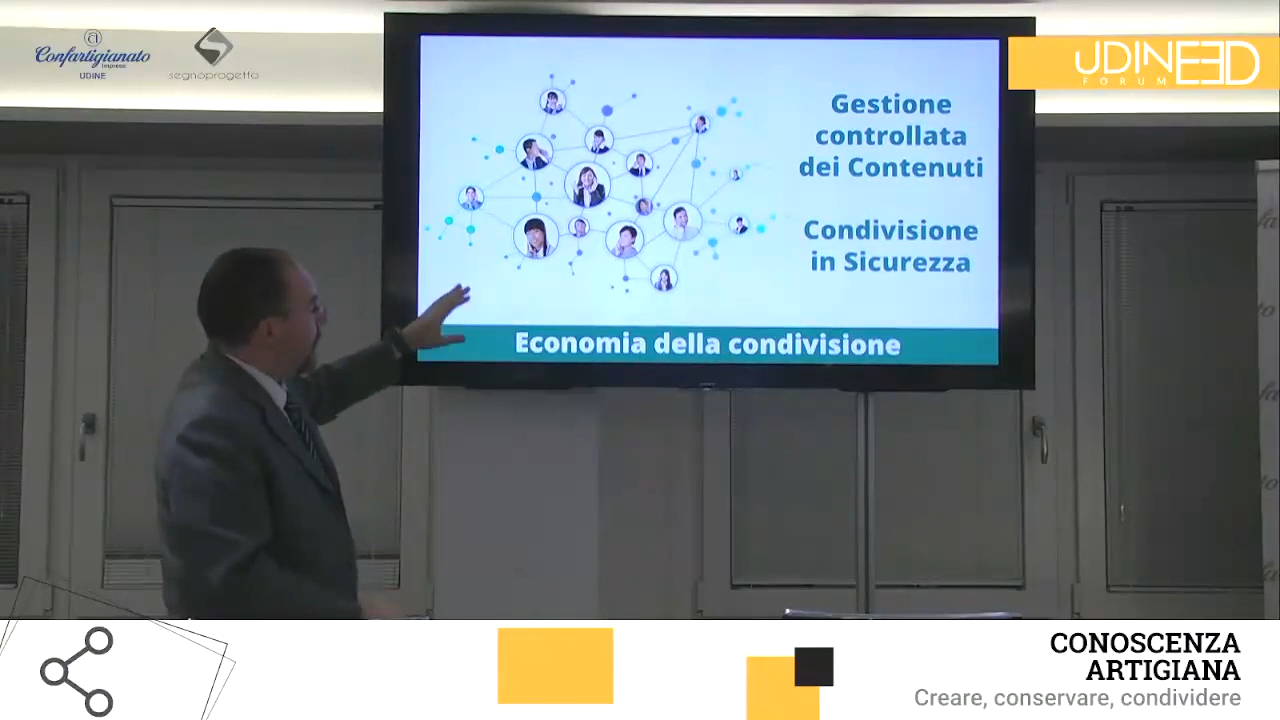 Confartigianato
Imprese
UDINE
segnoprogetto
UDINE3D
FORUM
Gestione
controllata
dei Contenuti
Condivisione
in Sicurezza
Economia della condivisione
CONOSCENZA
ARTIGIANA
Creare, conservare, condividere